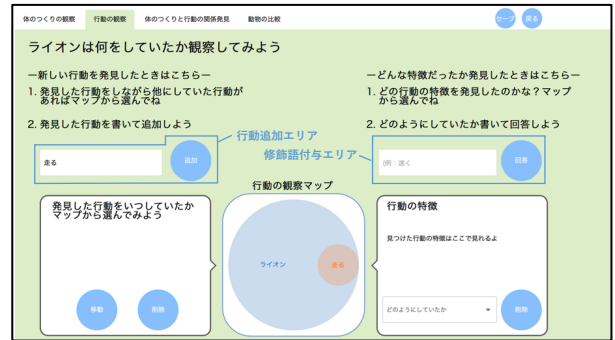 体のつくりの観察 行動の観察 体のつくりと行動の関係発見 動物の比較 セーブ 戻る
ライオンは何をしていたか観察してみよう
ー新しい行動を発見したときはこちらー
1. 発見した行動をしながら他にしていた行動が
あればマップから選んでね
2. 発見した行動を書いて追加しよう
走る
追加
行動追加エリア
修飾語付与エリア
ーどんな特徴だったか発見したときはこちらー
1. どの行動の特徴を発見したのかな？マップ
から選んでね
2. どのようにしていたか書いて回答しよう
(例：速く
回答
発見した行動をいつしていたか
マップから選んでみよう
移動
削除
行動の観察マップ
ライオン
走る
行動の特徴
見つけた行動の特徴はここで見れるよ
どのようにしていたか
削除